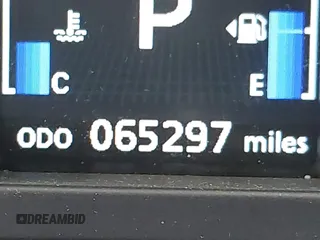 P
C E
ODO 065297 miles
DREAMBID